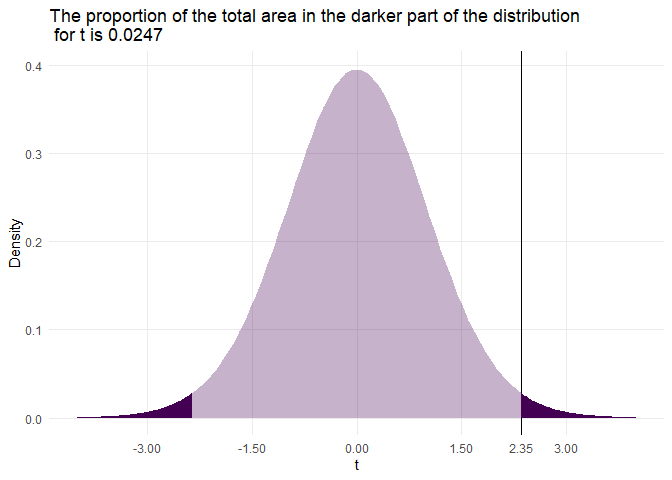 The proportion of the total area in the darker part of the distribution
for t is 0.0247
0.4
0.3
0.2
0.1
0.0
Density
-3.00 -1.50 0.00 1.50 2.35 3.00
t